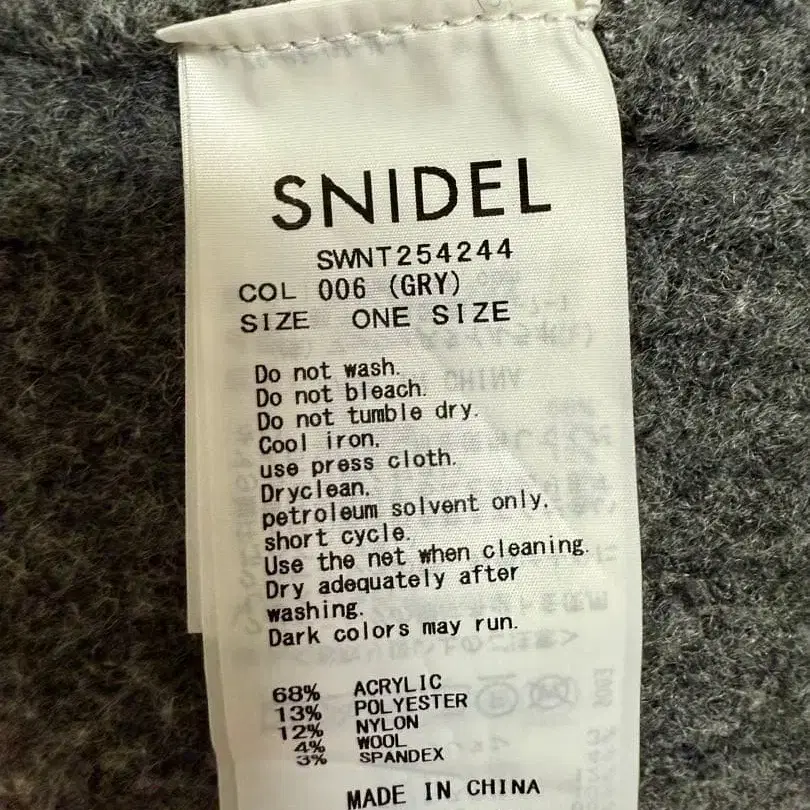 SNIDEL
SWNT254244
COL 006 (GRY)
SIZE ONE SIZE
Do not wash.
Do not bleach.
Do not tumble dry.
Cool iron.
use press cloth.
Dryclean.
petroleum solvent only.
short cycle.
Use the net when cleaning.
Dry adequately after
washing.
Dark colors may run.
68% ACRYLIC
13% POLYESTER
12% NYLON
4% WOOL
3% SPANDEX
MADE IN CHINA